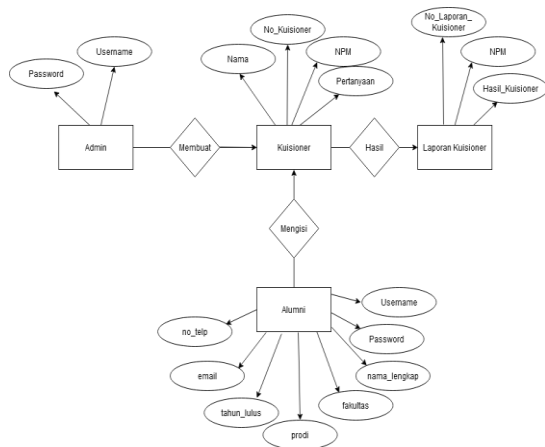 No_Laporan_
Kuisioner
No_Kuisioner
Username
NPM
NPM
Nama
Password
Pertanyaan
Hasil_Kuisioner
Admin
Membuat
Kuisioner
Hasil
Laporan Kuisioner
Mengisi
Alumni
Username
no_telp
Password
email
nama_lengkap
tahun_lulus
fakultas
prodi